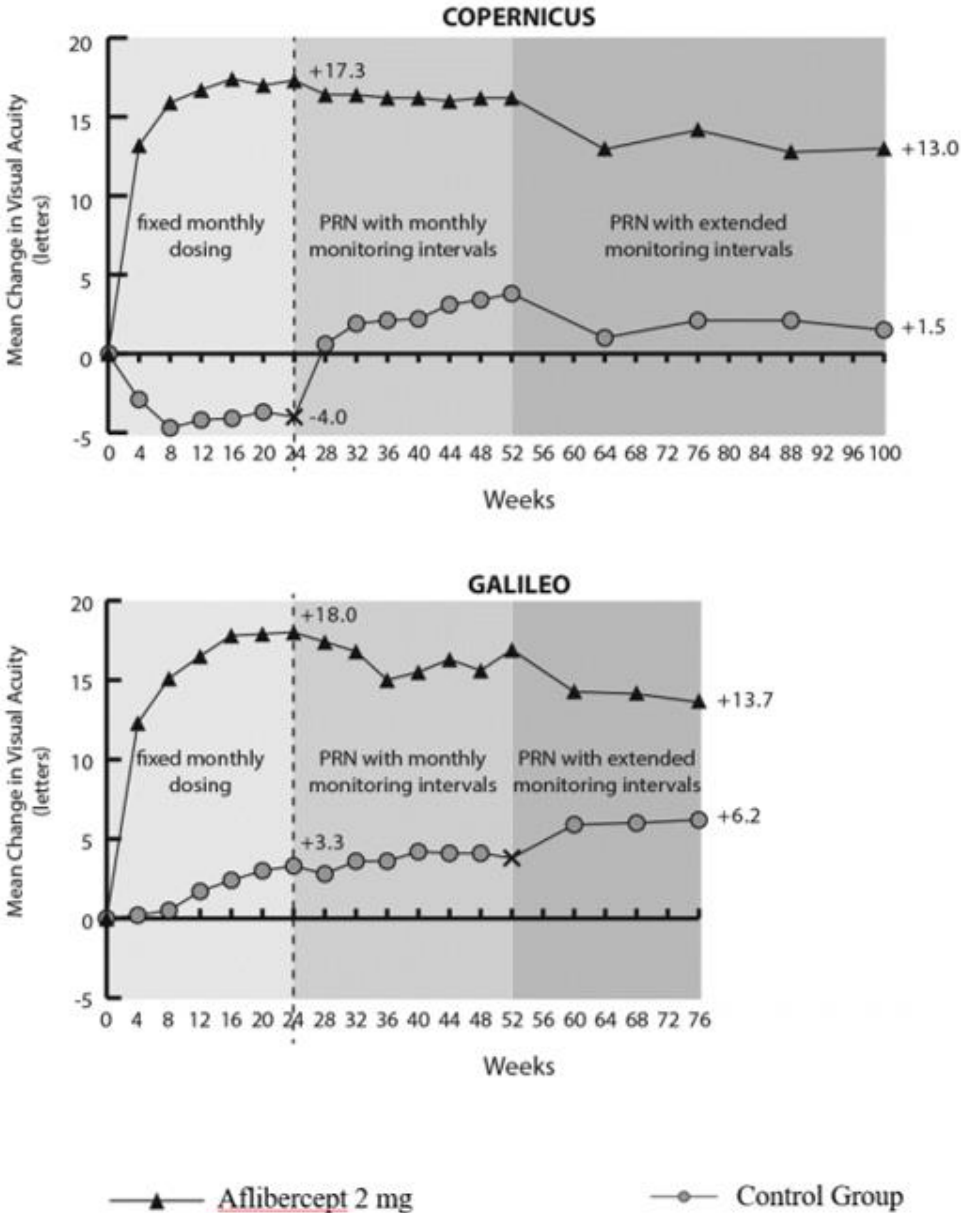 COPERNICUS
Mean Change in Visual Acuity
(letters)
20
15
10
5
0
-5
+17.3
+13.0
fixed monthly
dosing
PRN with monthly
monitoring intervals
PRN with extended
monitoring intervals
+1.5
-4.0
0 4 8 12 16 20 24 28 32 36 40 44 48 52 56 60 64 68 72 76 80 84 88 92 96 100
Weeks
GALILEO
Mean Change in Visual Acuity
(letters)
20
15
10
5
0
-5
+18.0
+13.7
fixed monthly
dosing
PRN with monthly
monitoring intervals
PRN with extended
monitoring intervals
+3.3
+6.2
0 4 8 12 16 20 24 28 32 36 40 44 48 52 56 60 64 68 72 76
Weeks
Aflibercept 2 mg
Control Group